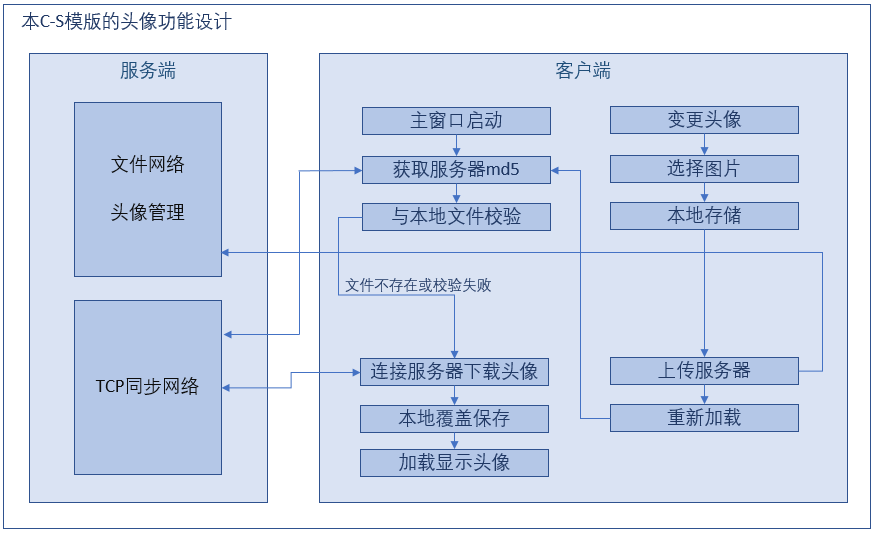 本C-S模版的头像功能设计
服务端
文件网络
头像管理
TCP同步网络
客户端
主窗口启动
获取服务器md5
与本地文件校验
文件不存在或校验失败
连接服务器下载头像
本地覆盖保存
加载显示头像
变更头像
选择图片
本地存储
上传服务器
重新加载